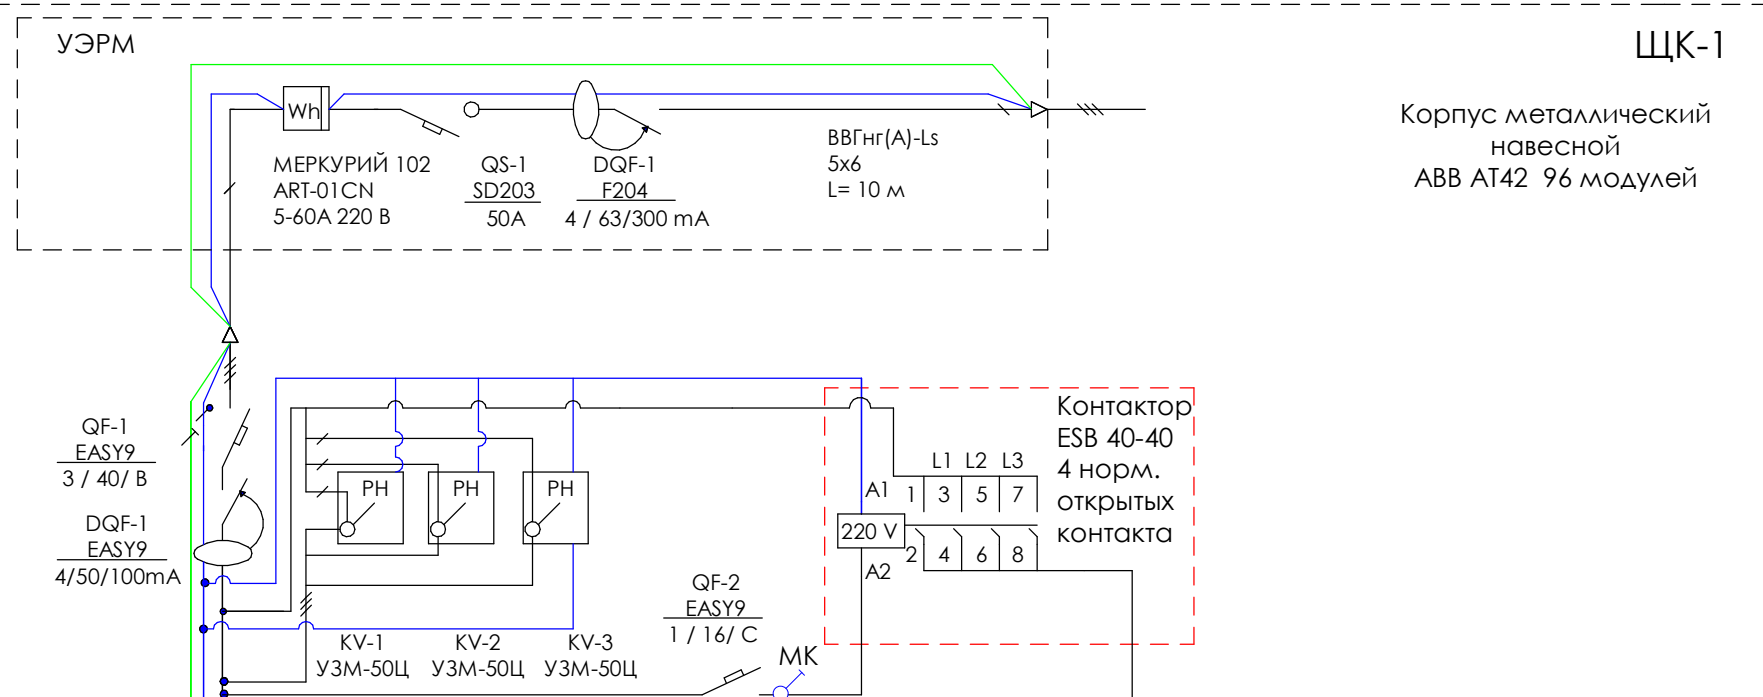 УЭРМ
ЩК-1
Wh
Корпус металлический
навесной
ABB AT42 96 модулей
МЕРКУРИЙ 102
ART-01CN
5-60А 220 В
QS-1
SD203
50A
DQF-1
F204
4 / 63/300 mA
ВВГнг(А)-Ls
5x6
L= 10 м
QF-1
EASY9
3 / 40/ B
DQF-1
EASY9
4/50/100mA
PH
PH
PH
KV-1
УЗМ-50Ц
KV-2
УЗМ-50Ц
KV-3
УЗМ-50Ц
QF-2
EASY9
1 / 16/ C
МК
Контактор
ESB 40-40
4 норм.
открытых
контакта
L1 L2 L3
A1
1 3 5 7
220 V
2 4 6 8
A2